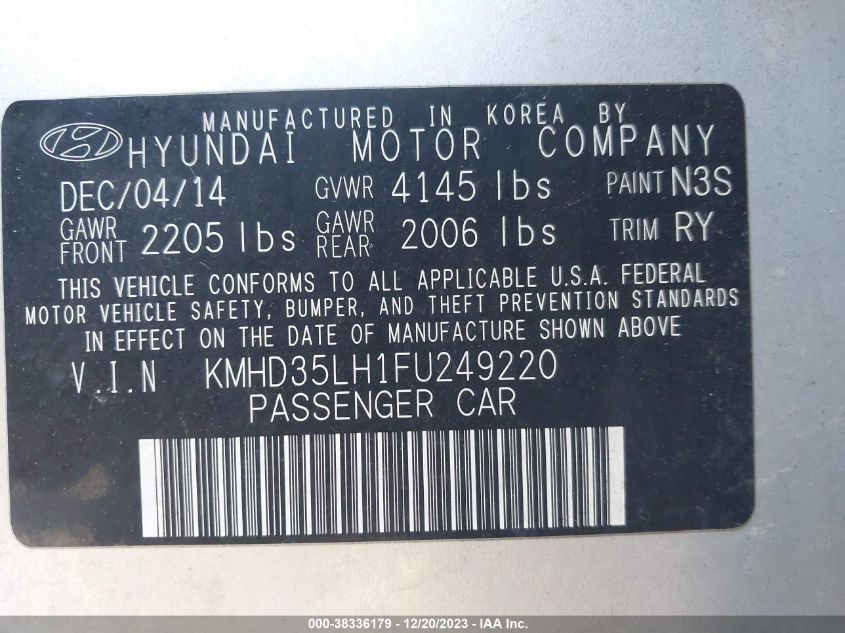 MANUFACTURED IN KOREA BY
HYUNDAI MOTOR COMPANY
DEC/04/14 GVWR 4145 lbs PAINT N3S
GAWR FRONT 2205 lbs GAWR REAR 2006 lbs TRIM RY
THIS VEHICLE CONFORMS TO ALL APPLICABLE U.S.A. FEDERAL
MOTOR VEHICLE SAFETY, BUMPER, AND THEFT PREVENTION STANDARDS
IN EFFECT ON THE DATE OF MANUFACTURE SHOWN ABOVE
V.I.N KMHD35LH1FU249220
PASSENGER CAR
000-38336179 - 12/20/2023 - IAA Inc.